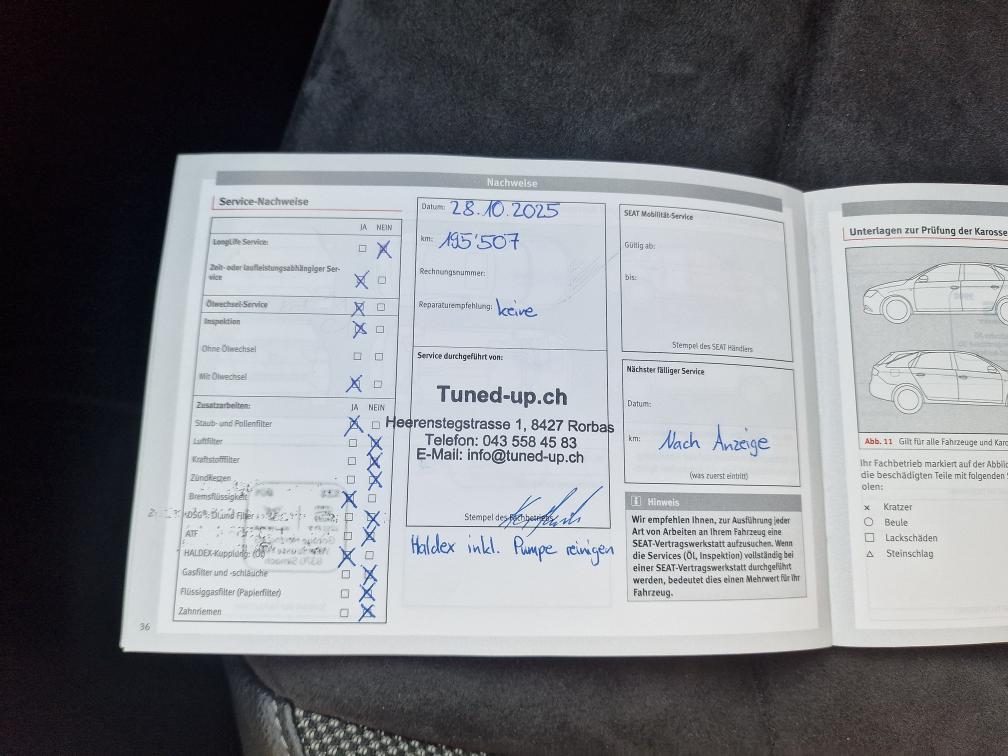 Nachweise
Service-Nachweise
JA NEIN
LongLife Service:
Zeit- oder laufleistungsabhängiger Ser-
vice
Ölwechsel-Service
Inspektion
Ohne Ölwechsel
Mit Ölwechsel
Zusatzarbeiten: JA NEIN
Staub- und Pollenfilter
Luftfilter
Kraftstofffilter
Zündkerzen
Bremsflüssigkeit
ATF
HALDEX-Kupplung: (Öl)
Gasfilter und -schläuche
Flüssiggasfilter (Papierfilter)
Zahnriemen
36
Datum: 28.10.2025
km: 195'507
Rechnungsnummer:
Reparaturempfehlung: keine
Service durchgeführt von:
Tuned-up.ch
Heerenstegstrasse 1, 8427 Rorbas
Telefon: 043 558 45 83
E-Mail: info@tuned-up.ch
Stempel des Fachbetriebs
Haldex inkl. Pumpe reinigen
SEAT Mobilität-Service
Gültig ab:
bis:
Stempel des SEAT Händlers
Nächster fälliger Service
Datum:
km: Nach Anzeige
(was zuerst eintritt)
Hinweis
Wir empfehlen Ihnen, zur Ausführung jeder
Art von Arbeiten an Ihrem Fahrzeug eine
SEAT-Vertragswerkstatt aufzusuchen. Wenn
die Services (Öl, Inspektion) vollständig bei
einer SEAT-Vertragswerkstatt durchgeführt
werden, bedeutet dies einen Mehrwert für Ihr
Fahrzeug.
Unterlagen zur Prüfung der Karosse
Abb. 11 Gilt für alle Fahrzeuge und Karo
Ihr Fachbetrieb markiert auf der Abbil
die beschädigten Teile mit folgenden
olen:
Kratzer
Beule
Lackschäden
Steinschlag